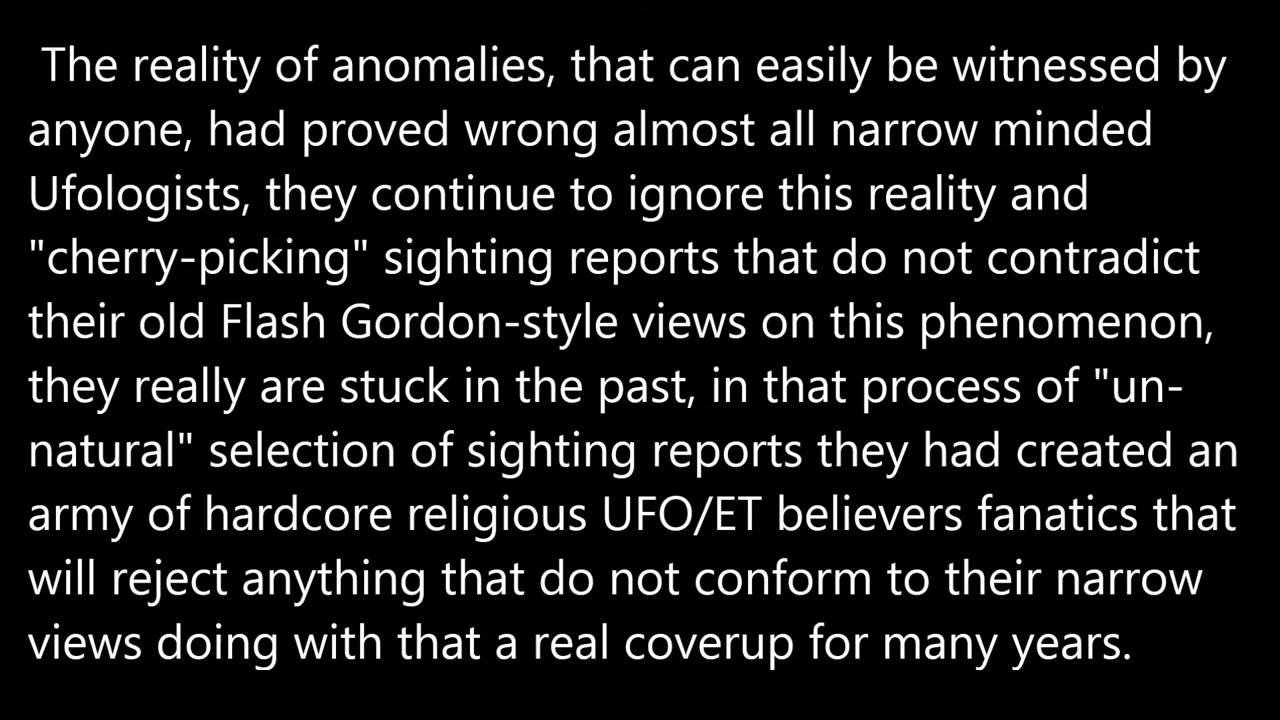 The reality of anomalies, that can easily be witnessed by
anyone, had proved wrong almost all narrow minded
Ufologists, they continue to ignore this reality and
"cherry-picking" sighting reports that do not contradict
their old Flash Gordon-style views on this phenomenon,
they really are stuck in the past, in that process of "un-
natural" selection of sighting reports they had created an
army of hardcore religious UFO/ET believers fanatics that
will reject anything that do not conform to their narrow
views doing with that a real coverup for many years.